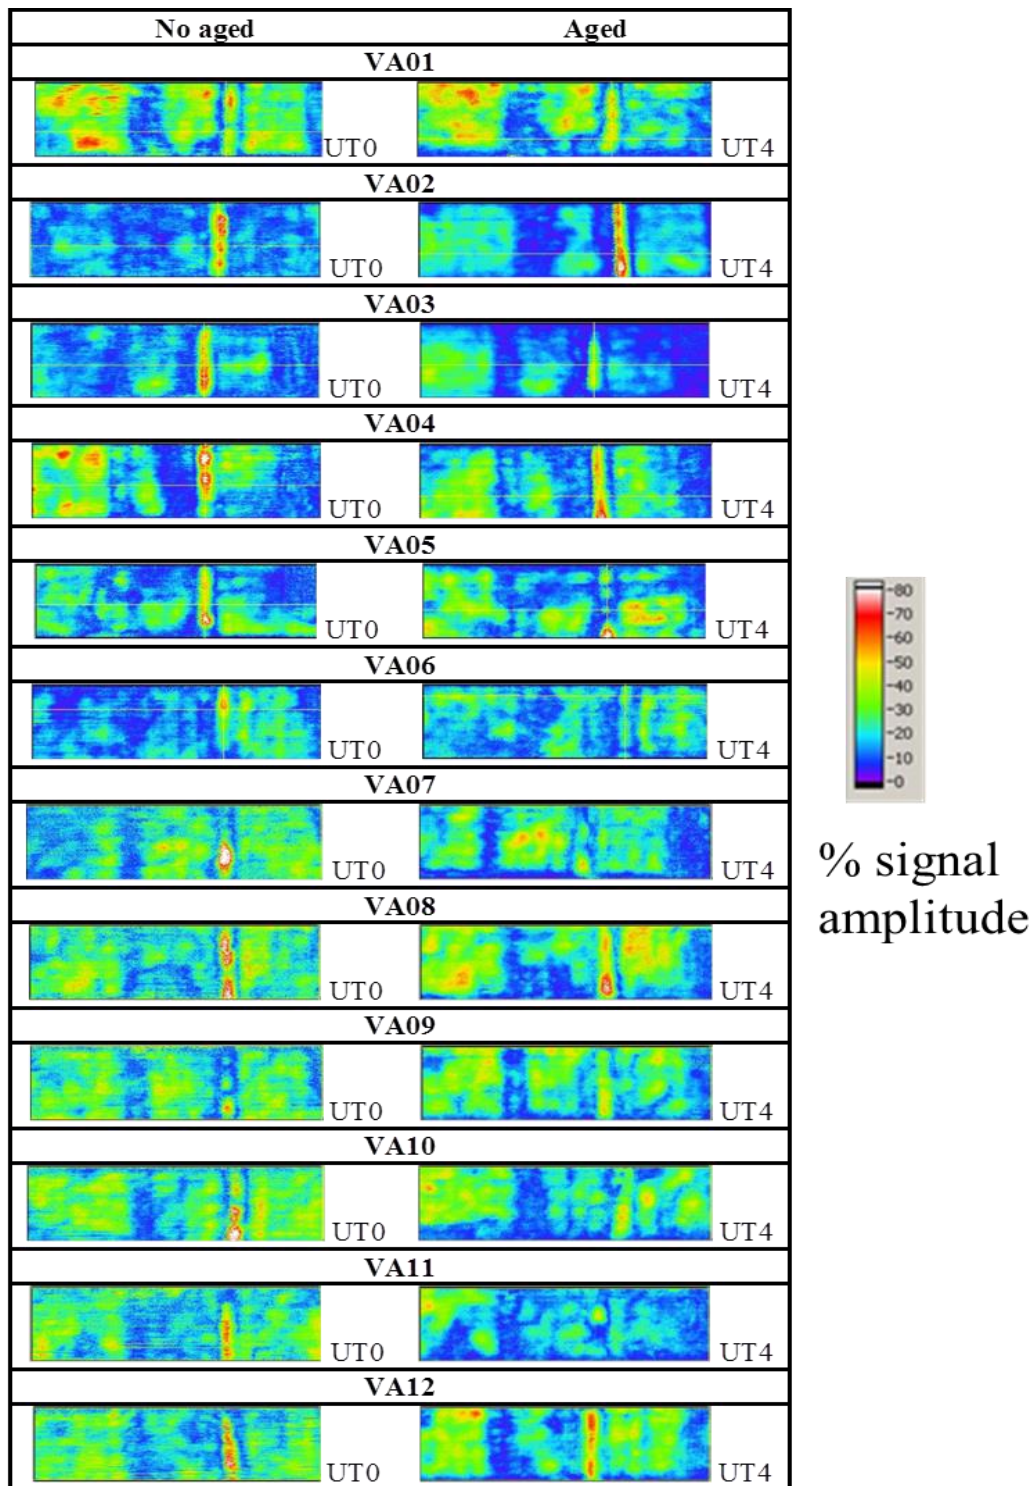 No aged Aged
VA01
UT0 UT4
VA02
UT0 UT4
VA03
UT0 UT4
VA04
UT0 UT4
VA05
UT0 UT4
VA06
UT0 UT4
VA07
UT0 UT4
VA08
UT0 UT4
VA09
UT0 UT4
VA10
UT0 UT4
VA11
UT0 UT4
VA12
UT0 UT4
-80
-70
-60
-50
-40
-30
-20
-10
-0
% signal
amplitude